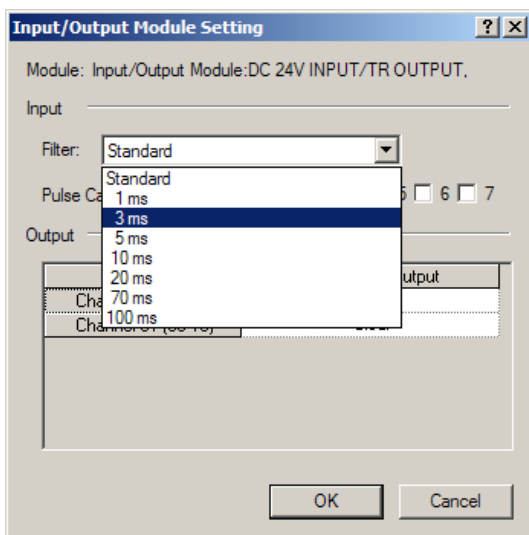 Input/Output Module Setting
Module: Input/Output Module:DC 24V INPUT/TR OUTPUT,
Input
Filter: Standard
Standard
1 ms
Pulse Ca 6 7
3 ms
5 ms
Output
10 ms
20 ms
utput
70 ms
100 ms
OK Cancel